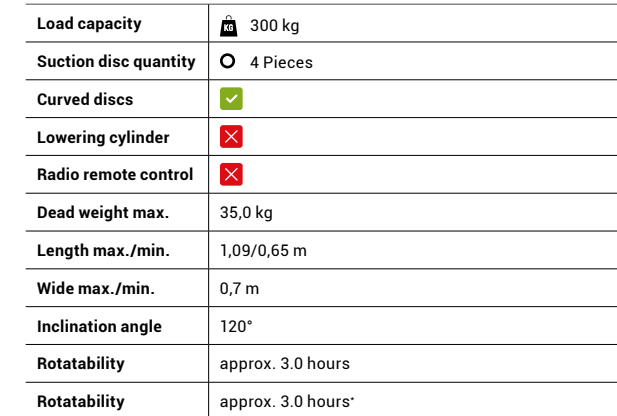 Load capacity KG 300 kg
Suction disc quantity 4 Pieces
Curved discs
Lowering cylinder
Radio remote control
Dead weight max. 35,0 kg
Length max./min. 1,09/0,65 m
Wide max./min. 0,7 m
Inclination angle 120°
Rotatability approx. 3.0 hours
Rotatability approx. 3.0 hours*